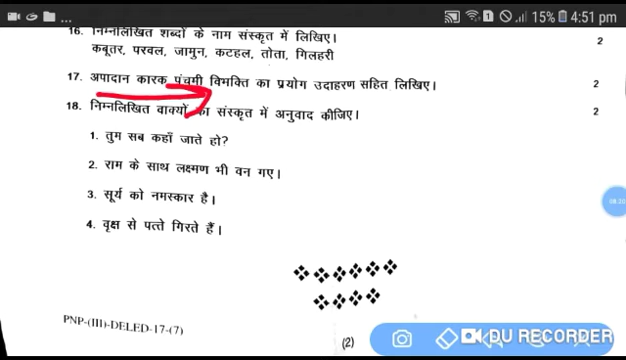 15% 4:51 pm
16. निम्नलिखित शब्दों के नाम संस्कृत में लिखिए। 2
कबूतर, परवल, जामुन, कटहल, तोता, गिलहरी
17. अपादान कारक पंचमी विभक्ति का प्रयोग उदाहरण सहित लिखिए। 2
18. निम्नलिखित वाक्यों का संस्कृत में अनुवाद कीजिए। 2
1. तुम सब कहाँ जाते हो?
2. राम के साथ लक्ष्मण भी वन गए।
3. सूर्य को नमस्कार है।
4. वृक्ष से पत्ते गिरते हैं।
PNP-(III)-DELED-17-(7)
(2)
DU RECORDER